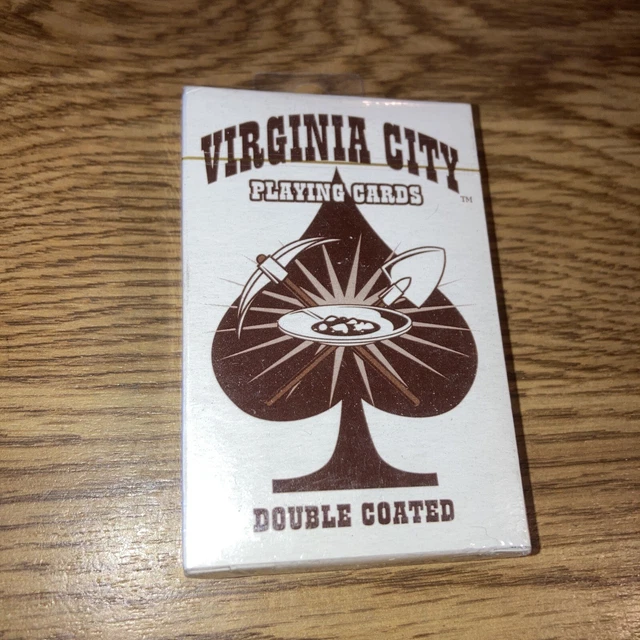 VIRGINIA CITY
PLAYING CARDS
TM
DOUBLE COATED